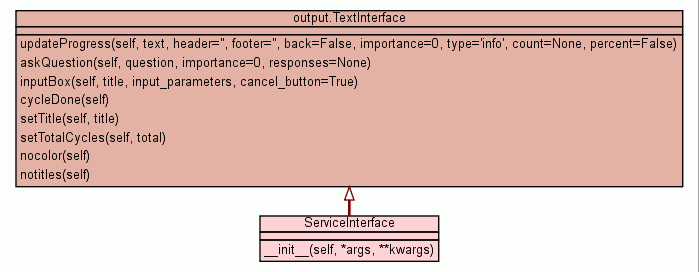 output.TextInterface
updateProgress(self, text, header='', footer='', back=False, importance=0, type='info', count=None, percent=False)
askQuestion(self, question, importance=0, responses=None)
inputBox(self, title, input_parameters, cancel_button=True)
cycleDone(self)
setTitle(self, title)
setTotalCycles(self, total)
nocolor(self)
notitles(self)
ServiceInterface
__init__(self, *args, **kwargs)